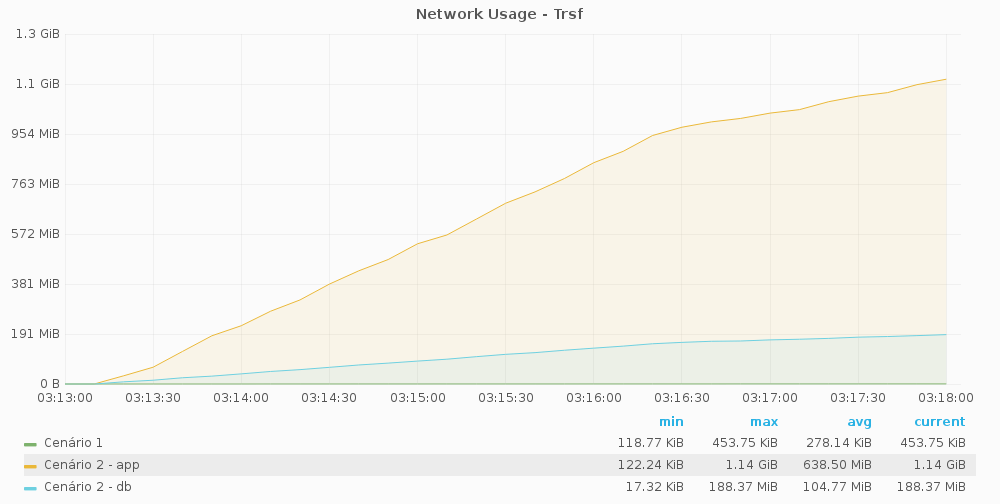 Network Usage - Trsf
1.3 GiB
1.1 GiB
954 MiB
763 MiB
572 MiB
381 MiB
191 MiB
0 B
03:13:00 03:13:30 03:14:00 03:14:30 03:15:00 03:15:30 03:16:00 03:16:30 03:17:00 03:17:30 03:18:00
min max avg current
Cenário 1 118.77 KiB 453.75 KiB 278.14 KiB 453.75 KiB
Cenário 2 - app 122.24 KiB 1.14 GiB 638.50 MiB 1.14 GiB
Cenário 2 - db 17.32 KiB 188.37 MiB 104.77 MiB 188.37 MiB